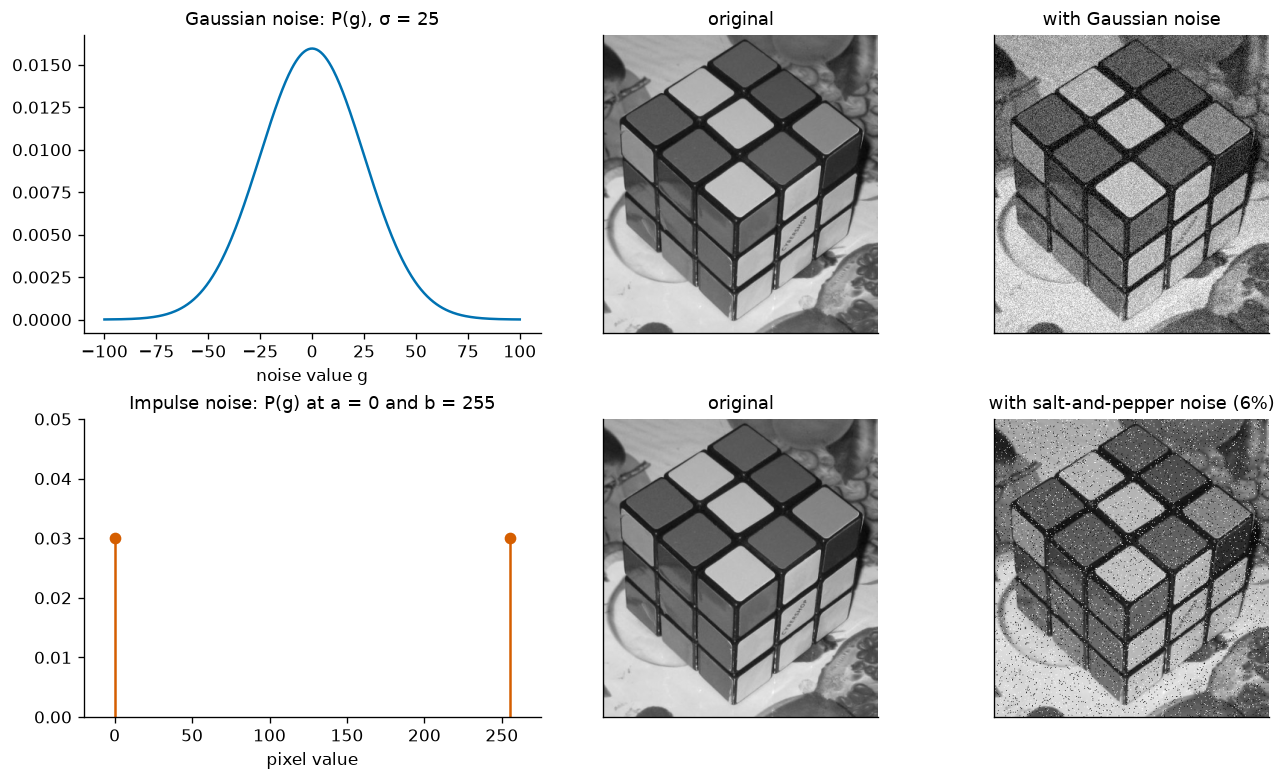 Gaussian noise: P(g), σ = 25
original
with Gaussian noise
0.0150
0.0125
0.0100
0.0075
0.0050
0.0025
0.0000
−100 −75 −50 −25 0 25 50 75 100
noise value g
Impulse noise: P(g) at a = 0 and b = 255
original
with salt-and-pepper noise (6%)
0.05
0.04
0.03
0.02
0.01
0.00
0 50 100 150 200 250
pixel value